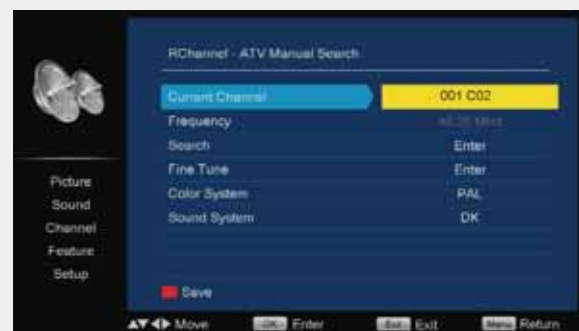 RChannel - ATV Manual Search
Current Channel 001 C02
Frequency
Search Enter
Fine Tune Enter
Color System PAL
Sound System DK
Picture
Sound
Channel
Feature
Setup
Save
Move OK Enter Exit Exit Menu Return